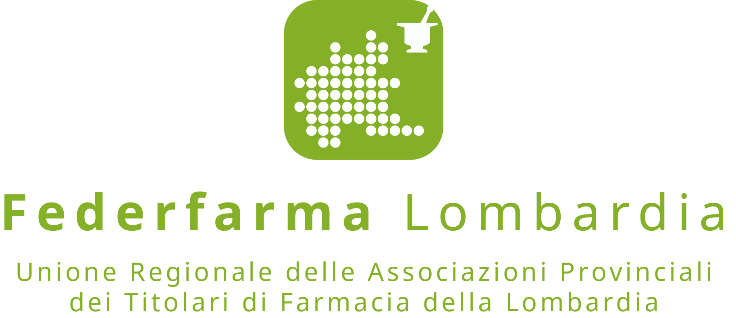 Federfarma Lombardia
Unione Regionale delle Associazioni Provinciali
dei Titolari di Farmacia della Lombardia